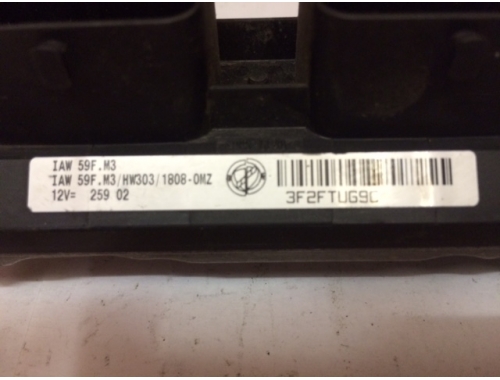 IAW 59F.M3
IAW 59F.M3/HW303/1808-OMZ
12V= 259 02
3F2FTUG9C